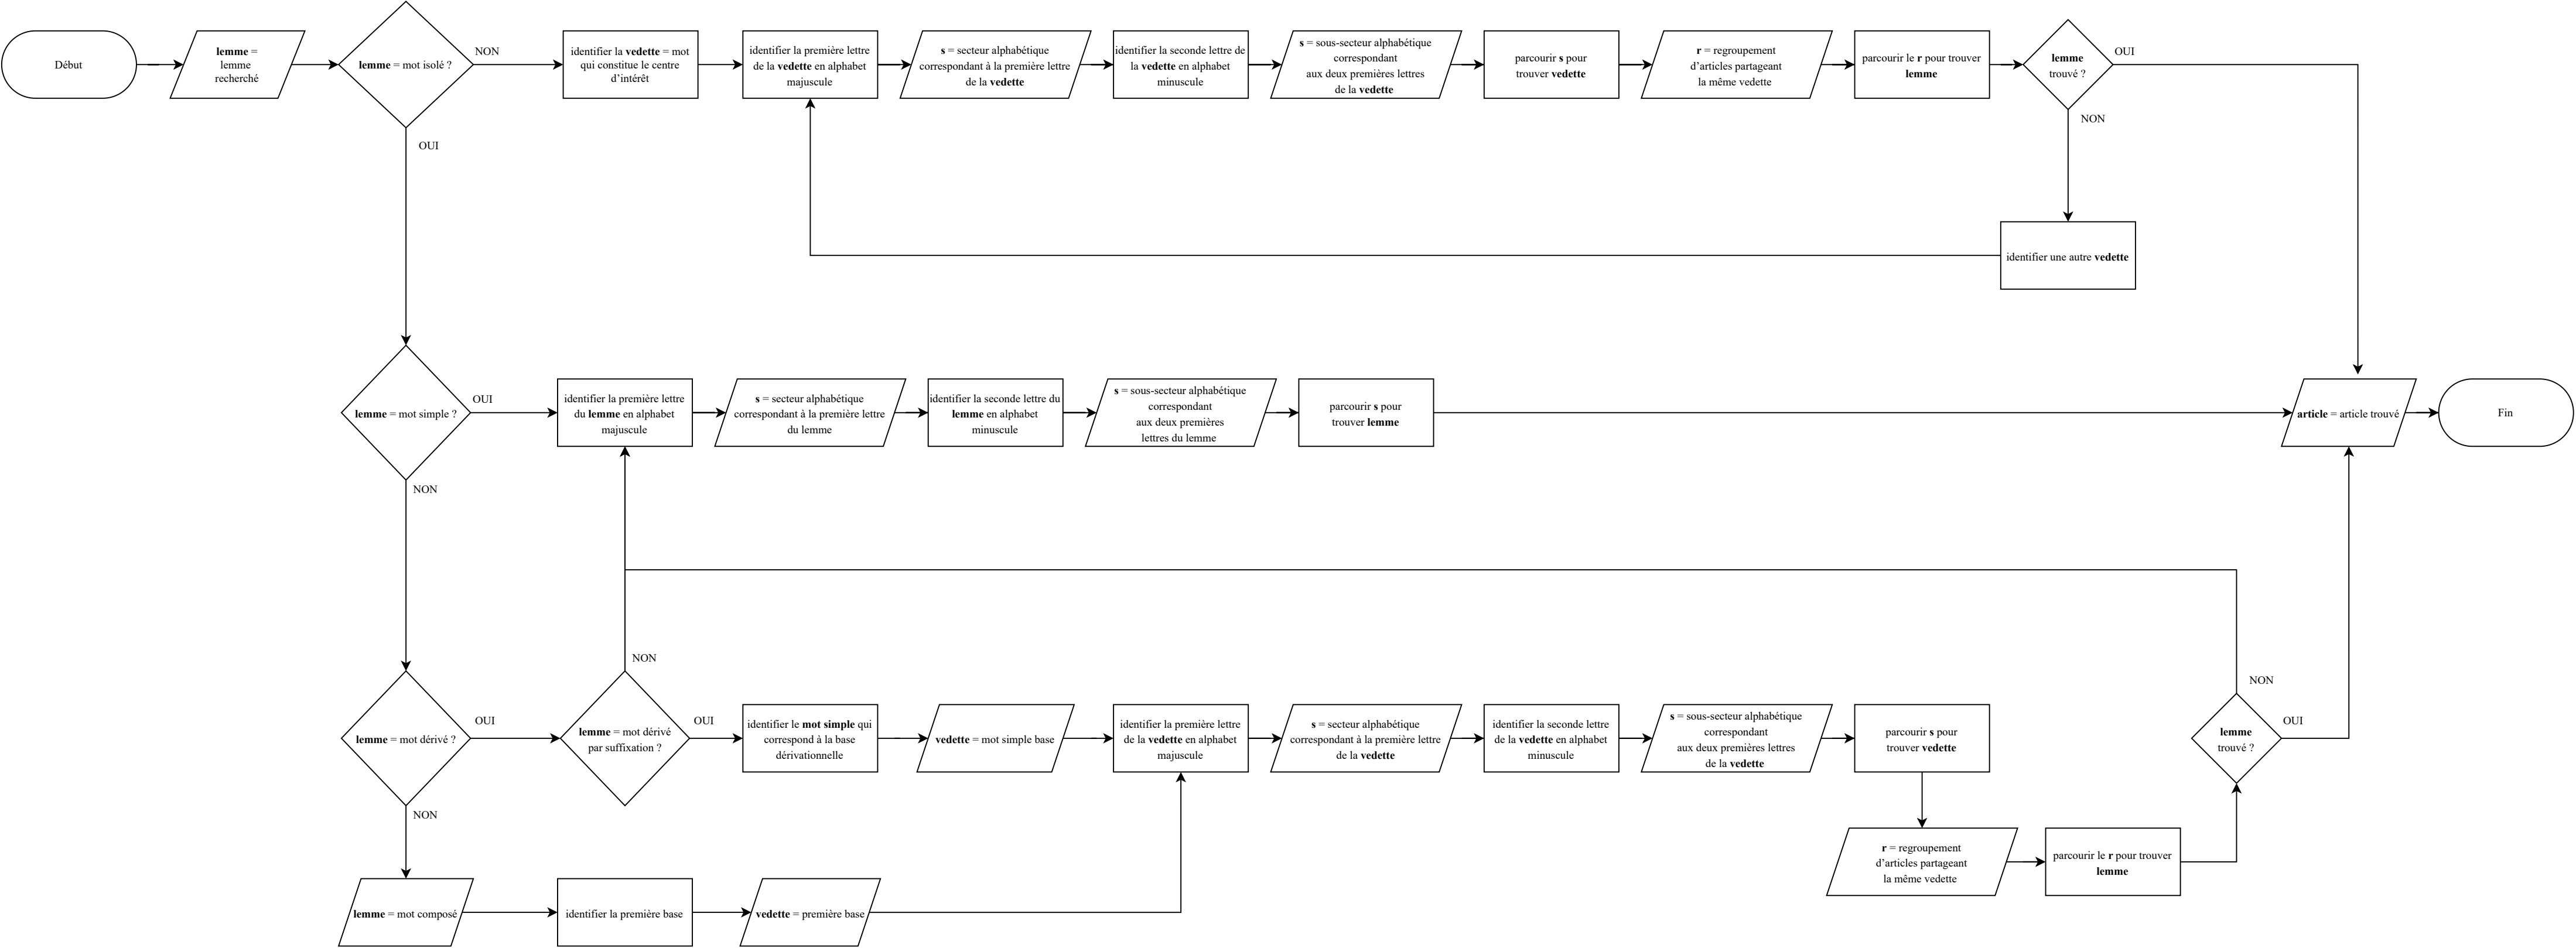 Début
lemme =
lemme
recherché
lemme = mot isolé ?
NON
OUI
identifier la vedette = mot
qui constitue le centre
d'intérêt
identifier la première lettre
de la vedette en alphabet
majuscule
s = secteur alphabétique
correspondant à la première lettre
de la vedette
identifier la seconde lettre de
la vedette en alphabet
minuscule
s = sous-secteur alphabétique
correspondant
aux deux premières lettres
de la vedette
parcourir s pour
trouver vedette
r = regroupement
d'articles partageant
la même vedette
parcourir le r pour trouver
lemme
lemme
trouvé ?
OUI
NON
identifier une autre vedette
lemme = mot simple ?
OUI
NON
identifier la première lettre
du lemme en alphabet
majuscule
s = secteur alphabétique
correspondant à la première lettre
du lemme
identifier la seconde lettre du
lemme en alphabet
minuscule
s = sous-secteur alphabétique
correspondant
aux deux premières
lettres du lemme
parcourir s pour
trouver lemme
article = article trouvé
Fin
lemme = mot dérivé ?
OUI
NON
lemme = mot dérivé
par suffixation ?
NON
OUI
identifier le mot simple qui
correspond à la base
dérivationnelle
vedette = mot simple base
identifier la première lettre
de la vedette en alphabet
majuscule
s = secteur alphabétique
correspondant à la première lettre
de la vedette
identifier la seconde lettre
de la vedette en alphabet
minuscule
s = sous-secteur alphabétique
correspondant
aux deux premières lettres
de la vedette
parcourir s pour
trouver vedette
r = regroupement
d'articles partageant
la même vedette
parcourir le r pour trouver
lemme
lemme
trouvé ?
NON
OUI
lemme = mot composé
identifier la première base
vedette = première base